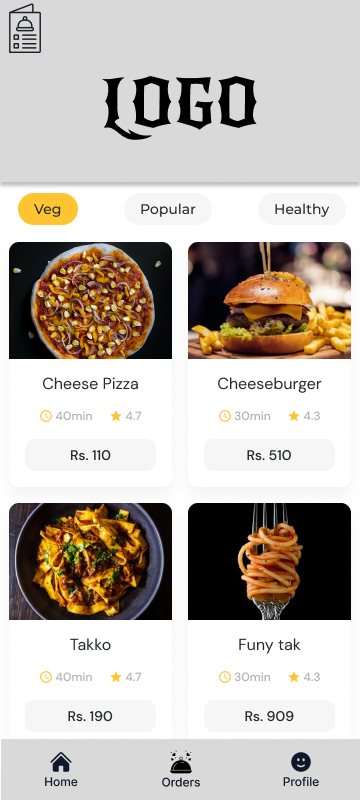 LOGO
Veg
Popular
Healthy
Cheese Pizza
40min
4.7
Rs. 110
Cheeseburger
30min
4.3
Rs. 510
Takko
40min
4.7
Rs. 190
Funy tak
30min
4.3
Rs. 909
Home
Orders
Profile